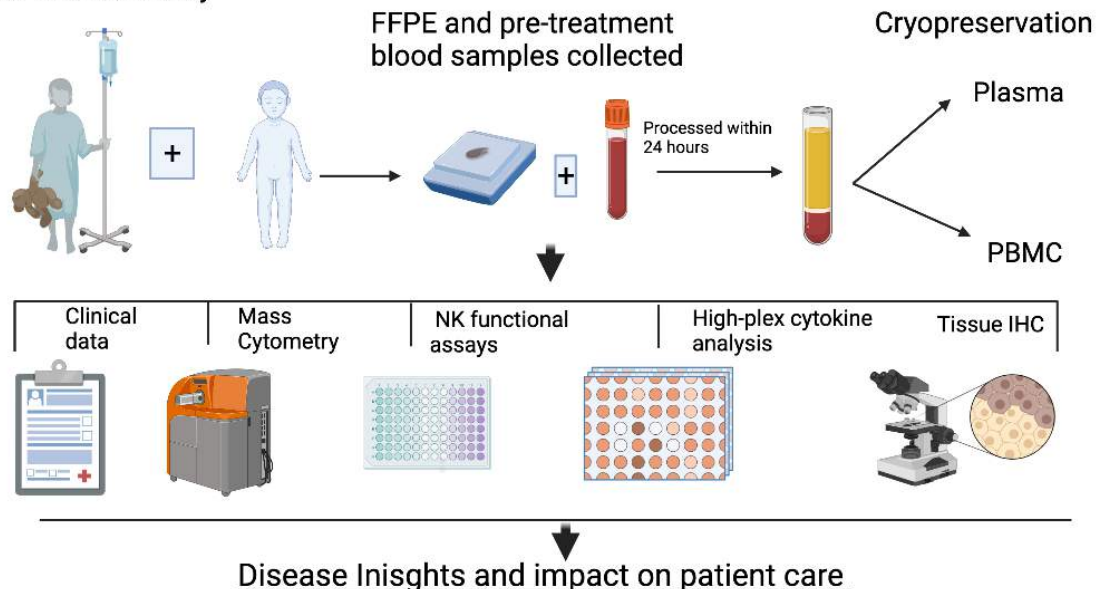 FFPE and pre-treatment
blood samples collected
Cryopreservation
+
+
Processed within
24 hours
Plasma
PBMC
Clinical
data
Mass
Cytometry
NK functional
assays
High-plex cytokine
analysis
Tissue IHC
Disease Inisghts and impact on patient care